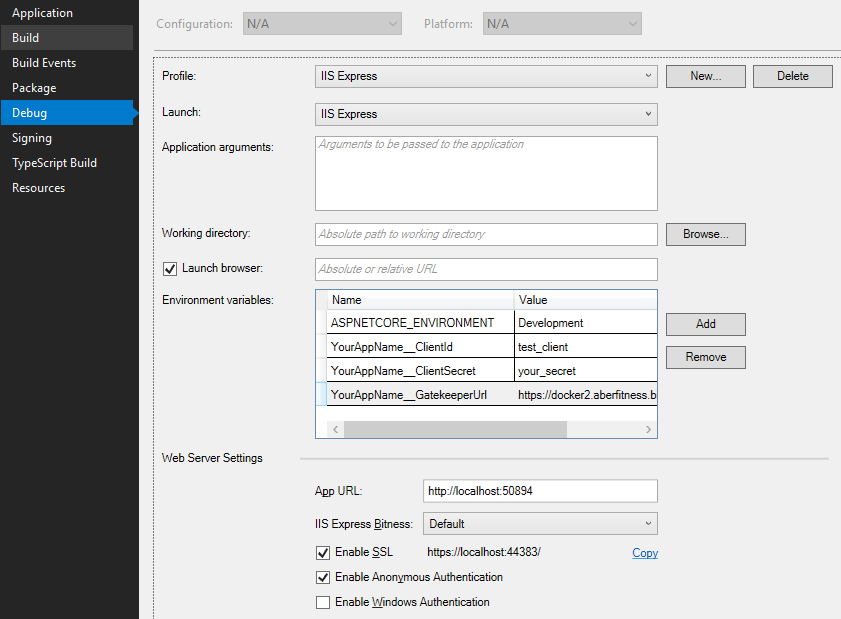 Application
Build
Build Events
Package
Debug
Signing
TypeScript Build
Resources
Configuration: N/A Platform: N/A
Profile: IIS Express New... Delete
Launch: IIS Express
Application arguments: Arguments to be passed to the application
Working directory: Absolute path to working directory Browse...
Launch browser: Absolute or relative URL
Environment variables: Name Value
ASPNETCORE_ENVIRONMENT Development Add
YourAppName__ClientId test_client
YourAppName__ClientSecret your_secret Remove
YourAppName__GatekeeperUrl https://docker2.aberfitness.b
Web Server Settings
App URL: http://localhost:50894
IIS Express Bitness: Default
Enable SSL https://localhost:44383/ Copy
Enable Anonymous Authentication
Enable Windows Authentication